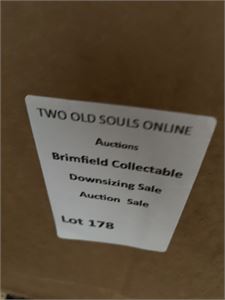 TWO OLD SOULS ONLINE
Auctions
Brimfield Collectable
Downsizing Sale
Auction Sale
Lot 178